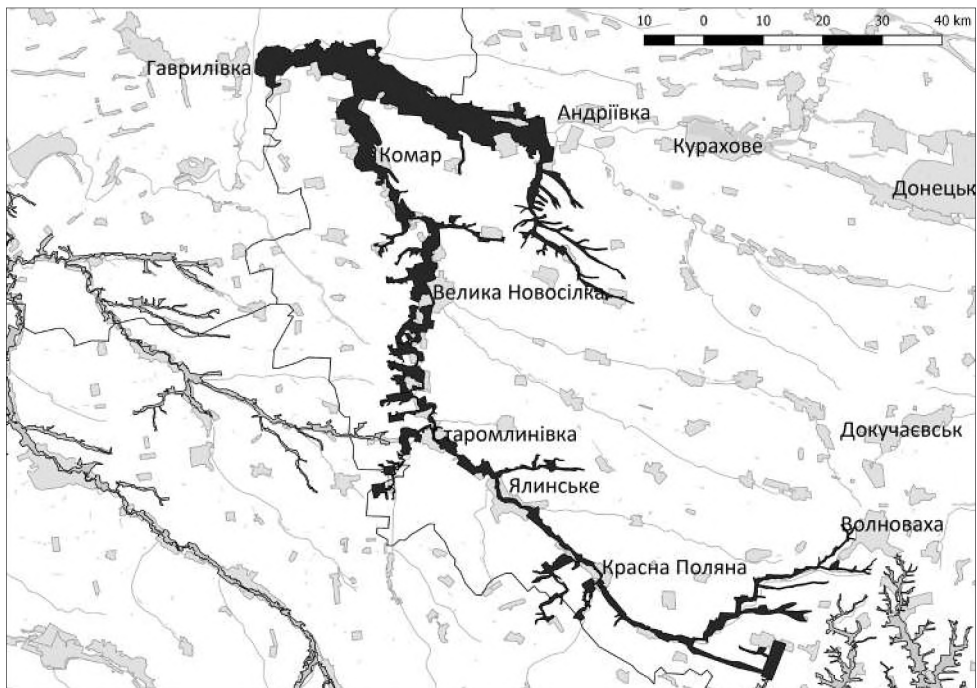 10 0 10 20 30 40 km
Гаврилівка
Андріївка
Курахове
Комар
Донецьк
Велика Новосілка
таромлинівка
Докучаєвськ
Ялинське
Волноваха
Красна Поляна